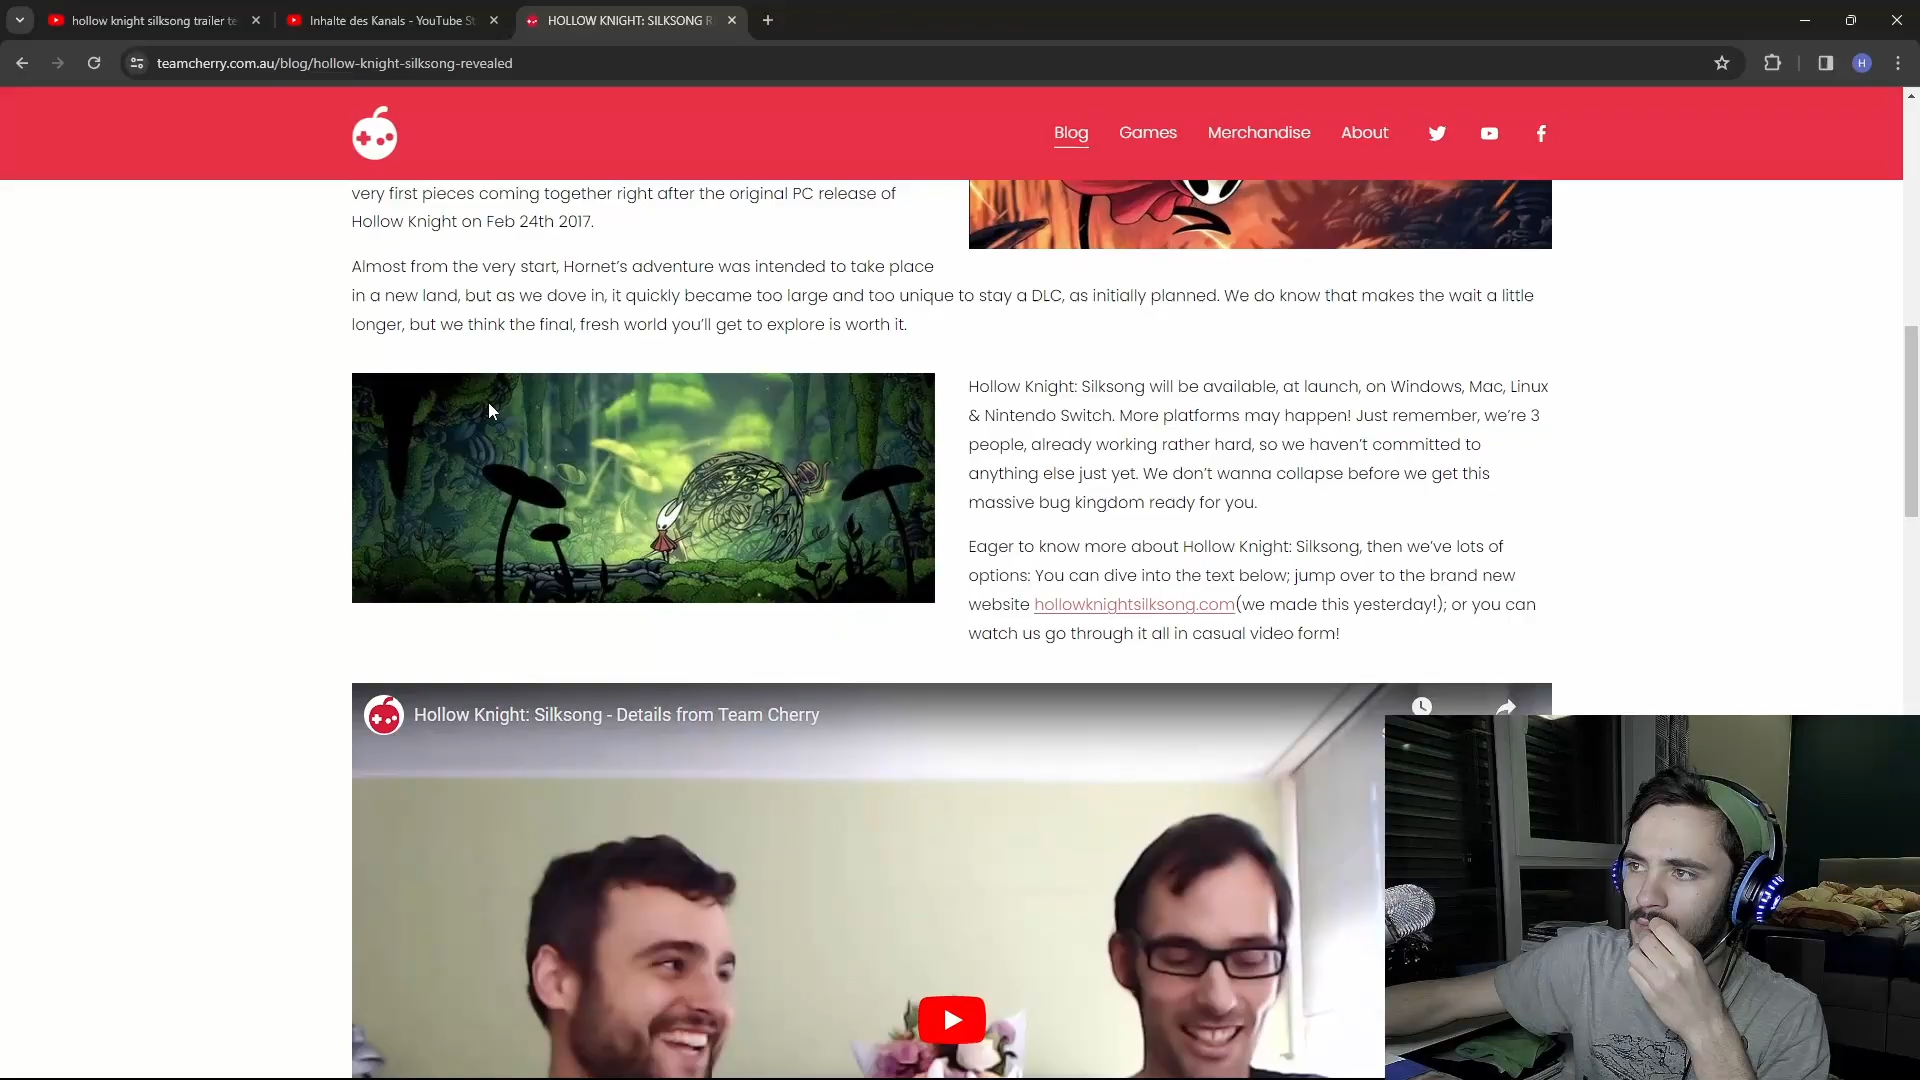 hollow knight silksong trailer te
Inhalte des Kanals - YouTube St
HOLLOW KNIGHT: SILKSONG R
teamcherry.com.au/blog/hollow-knight-silksong-revealed
H
Blog Games Merchandise About
very first pieces coming together right after the original PC release of
Hollow Knight on Feb 24th 2017.
Almost from the very start, Hornet's adventure was intended to take place
in a new land, but as we dove in, it quickly became too large and too unique to stay a DLC, as initially planned. We do know that makes the wait a little
longer, but we think the final, fresh world you'll get to explore is worth it.
Hollow Knight: Silksong will be available, at launch, on Windows, Mac, Linux
& Nintendo Switch. More platforms may happen! Just remember, we're 3
people, already working rather hard, so we haven't committed to
anything else just yet. We don't wanna collapse before we get this
massive bug kingdom ready for you.
Eager to know more about Hollow Knight: Silksong, then we've lots of
options: You can dive into the text below; jump over to the brand new
website hollowknightsilksong.com(we made this yesterday!); or you can
watch us go through it all in casual video form!
Hollow Knight: Silksong - Details from Team Cherry